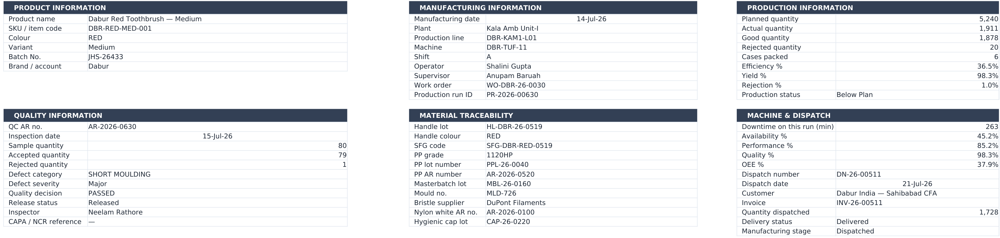 PRODUCT INFORMATION
Product name Dabur Red Toothbrush — Medium
SKU / item code DBR-RED-MED-001
Colour RED
Variant Medium
Batch No. JHS-26433
Brand / account Dabur
MANUFACTURING INFORMATION
Manufacturing date 14-Jul-26
Plant Kala Amb Unit-I
Production line DBR-KAM1-L01
Machine DBR-TUF-11
Shift A
Operator Shalini Gupta
Supervisor Anupam Baruah
Work order WO-DBR-26-0030
Production run ID PR-2026-00630
PRODUCTION INFORMATION
Planned quantity 5,240
Actual quantity 1,911
Good quantity 1,878
Rejected quantity 20
Cases packed 6
Efficiency % 36.5%
Yield % 98.3%
Rejection % 1.0%
Production status Below Plan
QUALITY INFORMATION
QC AR no. AR-2026-0630
Inspection date 15-Jul-26
Sample quantity 80
Accepted quantity 79
Rejected quantity 1
Defect category SHORT MOULDING
Defect severity Major
Quality decision PASSED
Release status Released
Inspector Neelam Rathore
CAPA / NCR reference —
MATERIAL TRACEABILITY
Handle lot HL-DBR-26-0519
Handle colour RED
SFG code SFG-DBR-RED-0519
PP grade 1120HP
PP lot number PPL-26-0040
PP AR number AR-2026-0520
Masterbatch lot MBL-26-0160
Mould no. MLD-726
Bristle supplier DuPont Filaments
Nylon white AR no. AR-2026-0100
Hygienic cap lot CAP-26-0220
MACHINE & DISPATCH
Downtime on this run (min) 263
Availability % 45.2%
Performance % 85.2%
Quality % 98.3%
OEE % 37.9%
Dispatch number DN-26-00511
Dispatch date 21-Jul-26
Customer Dabur India — Sahibabad CFA
Invoice INV-26-00511
Quantity dispatched 1,728
Delivery status Delivered
Manufacturing stage Dispatched